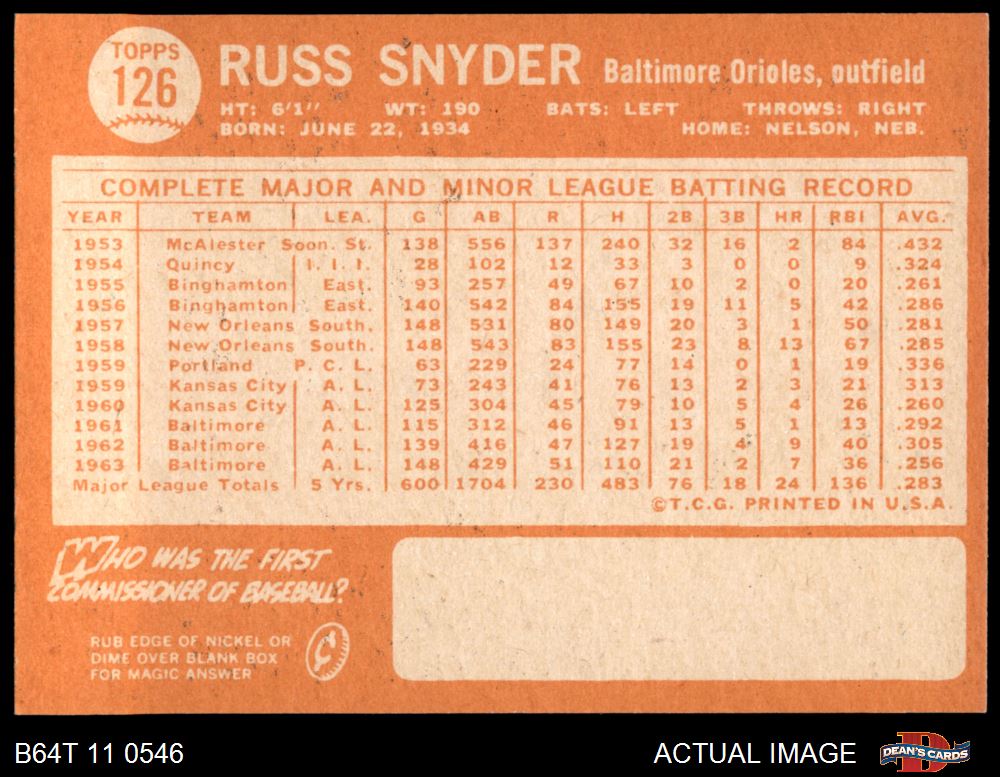 TOPPS
126
RUSS SNYDER Baltimore Orioles, outfield
HT: 6'1" WT: 190 BATS: LEFT THROWS: RIGHT
BORN: JUNE 22, 1934 HOME: NELSON, NEB.
COMPLETE MAJOR AND MINOR LEAGUE BATTING RECORD
YEAR TEAM LEA. G AB R H 2B 3B HR RBI AVG.
1953 McAlester Soon. St. 138 556 137 240 32 16 2 84 .432
1954 Quincy I. I. I. 28 102 12 33 3 0 0 9 .324
1955 Binghamton East. 93 257 49 67 10 2 0 20 .261
1956 Binghamton East. 140 542 84 155 19 11 5 42 .286
1957 New Orleans South. 148 531 80 149 20 3 1 50 .281
1958 New Orleans South. 148 543 83 155 23 8 13 67 .285
1959 Portland P. C. L. 63 229 24 77 14 0 1 19 .336
1959 Kansas City A. L. 73 243 41 76 13 2 3 21 .313
1960 Kansas City A. L. 125 304 45 79 10 5 4 26 .260
1961 Baltimore A. L. 115 312 46 91 13 5 1 13 .292
1962 Baltimore A. L. 139 416 47 127 19 4 9 40 .305
1963 Baltimore A. L. 148 429 51 110 21 2 7 36 .256
Major League Totals 5 Yrs. 600 1704 230 483 76 18 24 136 .283
©T.C.G. PRINTED IN U.S.A.
WHO WAS THE FIRST
COMMISSIONER OF BASEBALL?
RUB EDGE OF NICKEL OR
DIME OVER BLANK BOX
FOR MAGIC ANSWER
B64T 11 0546 ACTUAL IMAGE DEAN'S CARDS